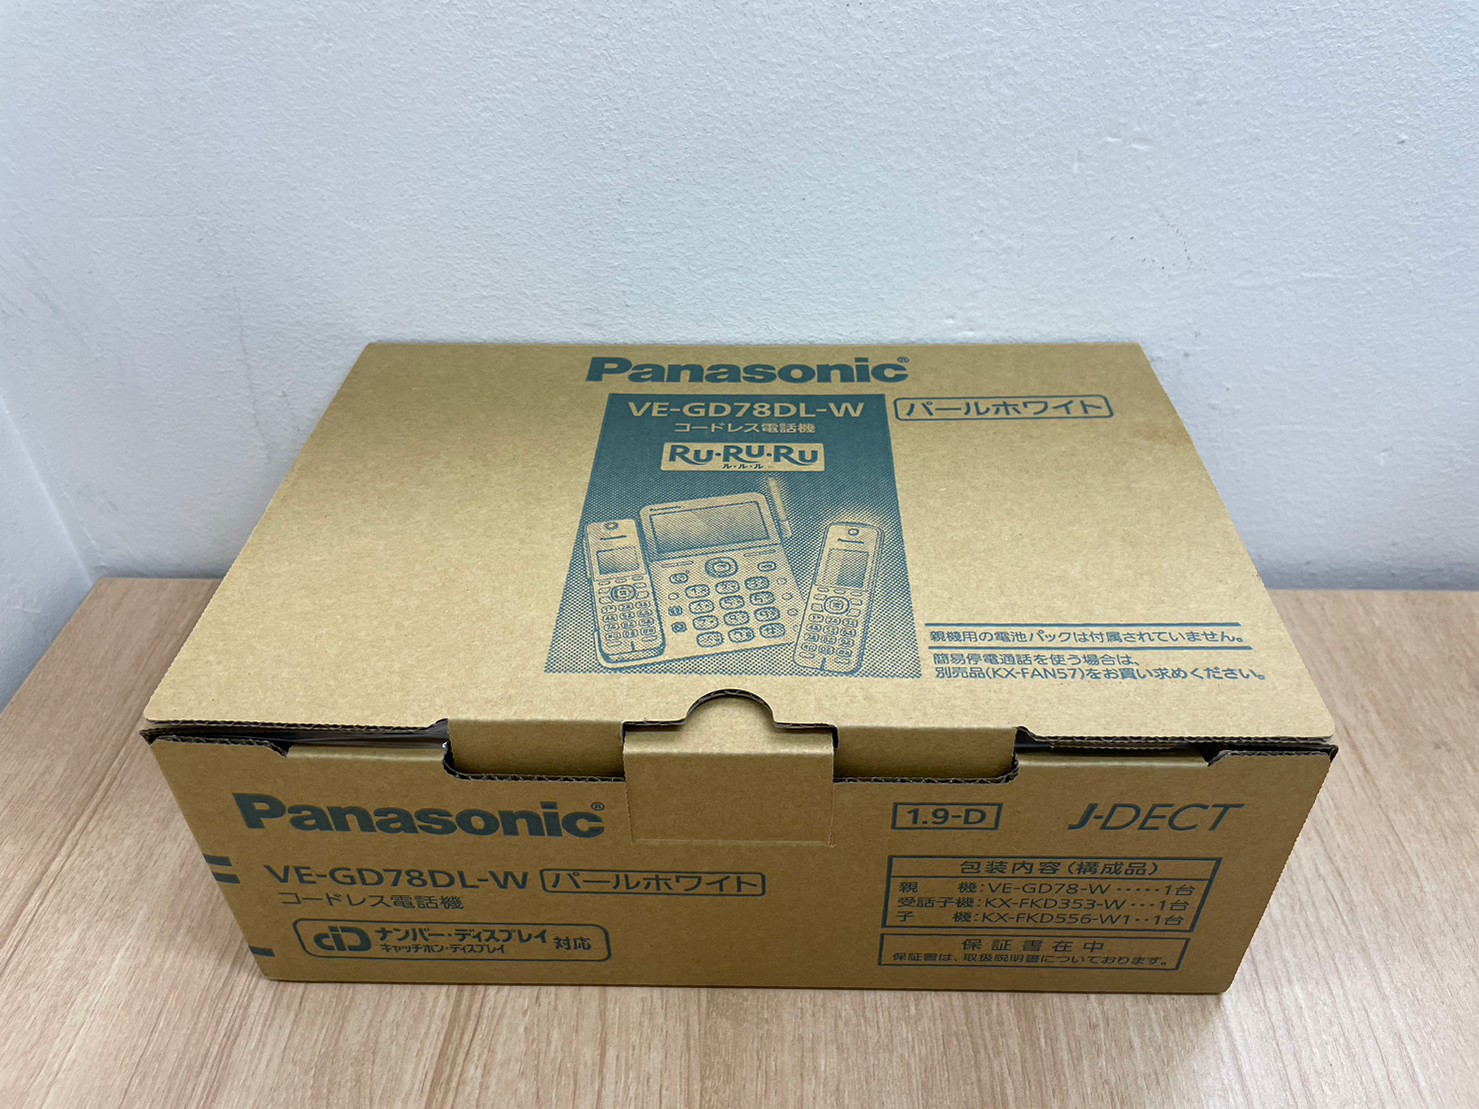 Panasonic®
VE-GD78DL-W
パールホワイト
コードレス電話機
Ru・Ru・Ru
ル・ル・ル
Panasonic
親機用の電池パックは付属されていません。
簡易停電通話を使う場合は、
別売品(KX-FAN57)をお買い求めください。
Panasonic®
VE-GD78DL-W パールホワイト
コードレス電話機
ナンバー・ディスプレイ
キャッチホン・ディスプレイ
対応
1.9-D
J-DECT
包装内容(構成品)
親 機:VE-GD78-W・・・・・1台
受話子機:KX-FKD353-W・・・1台
子 機:KX-FKD556-W1・・1台
保証書在中
保証書は、取扱説明書についております。